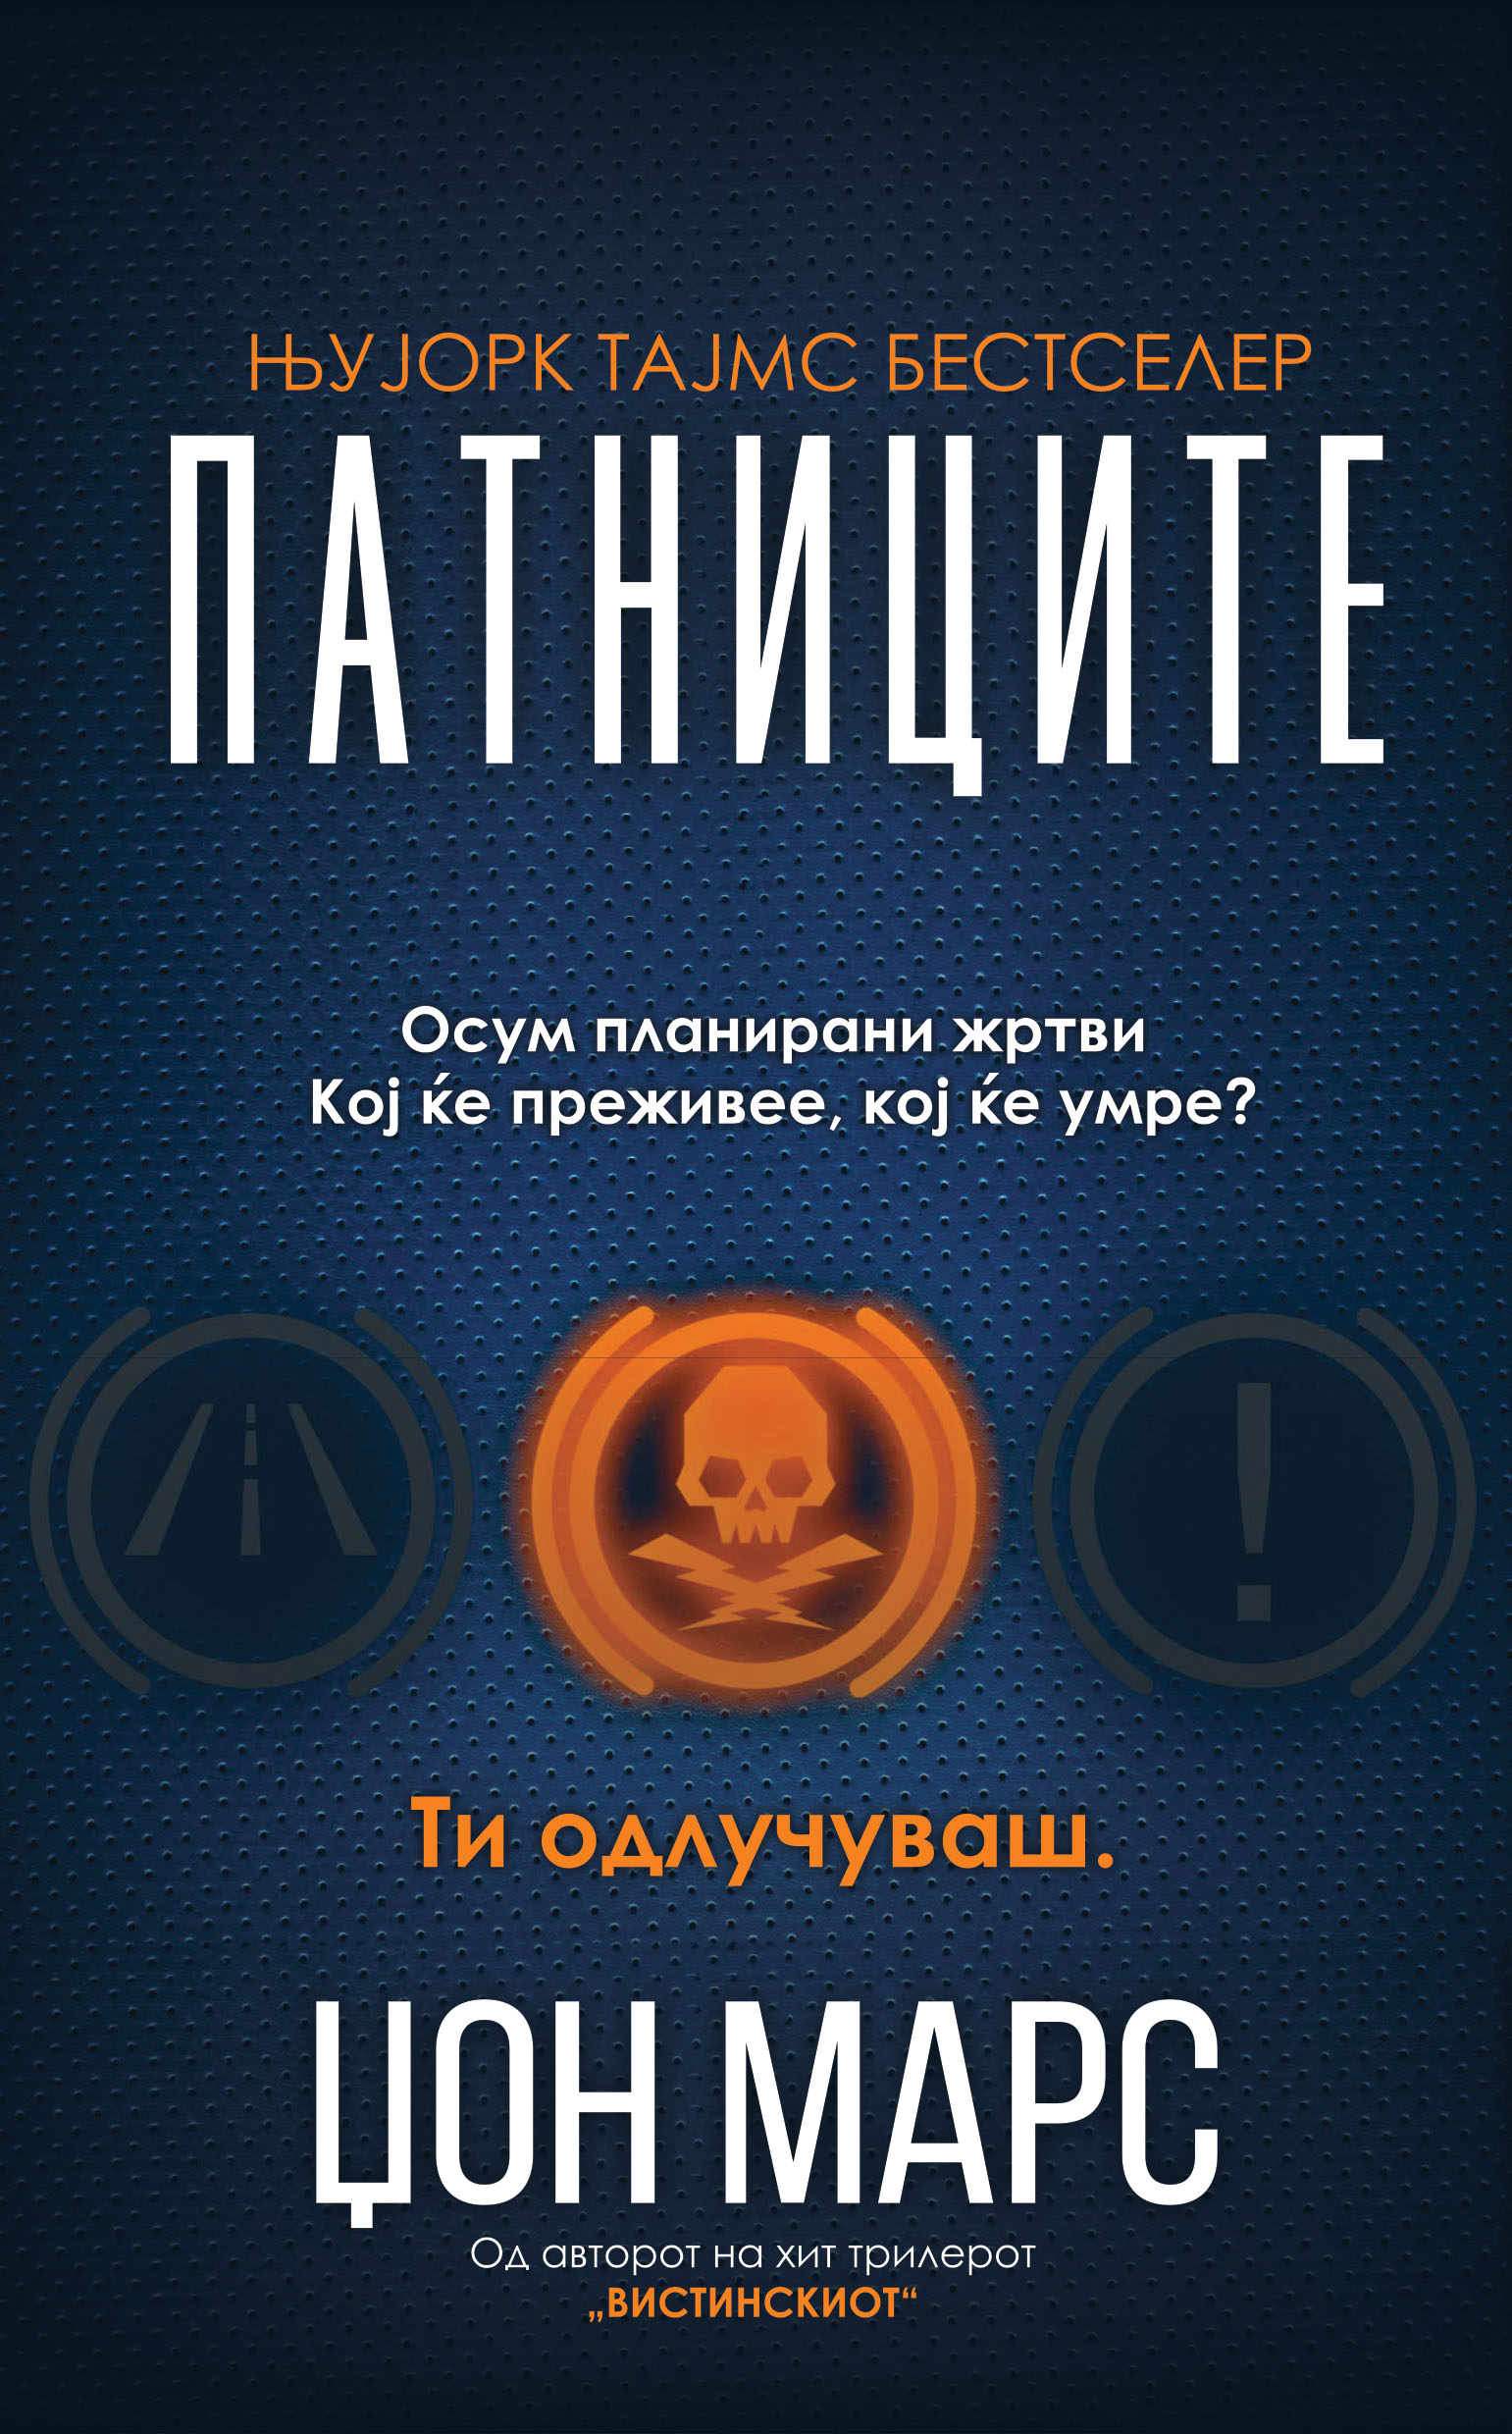 ЊУЈОРК ТАЈМС БЕСТСЕЛЕР
ПАТНИЦИТЕ
Осум планирани жртви
Кој ќе преживее, кој ќе умре?
Ти одлучуваш.
ЏОН МАРС
Од авторот на хит трилерот
„ВИСТИНСКИОТ“